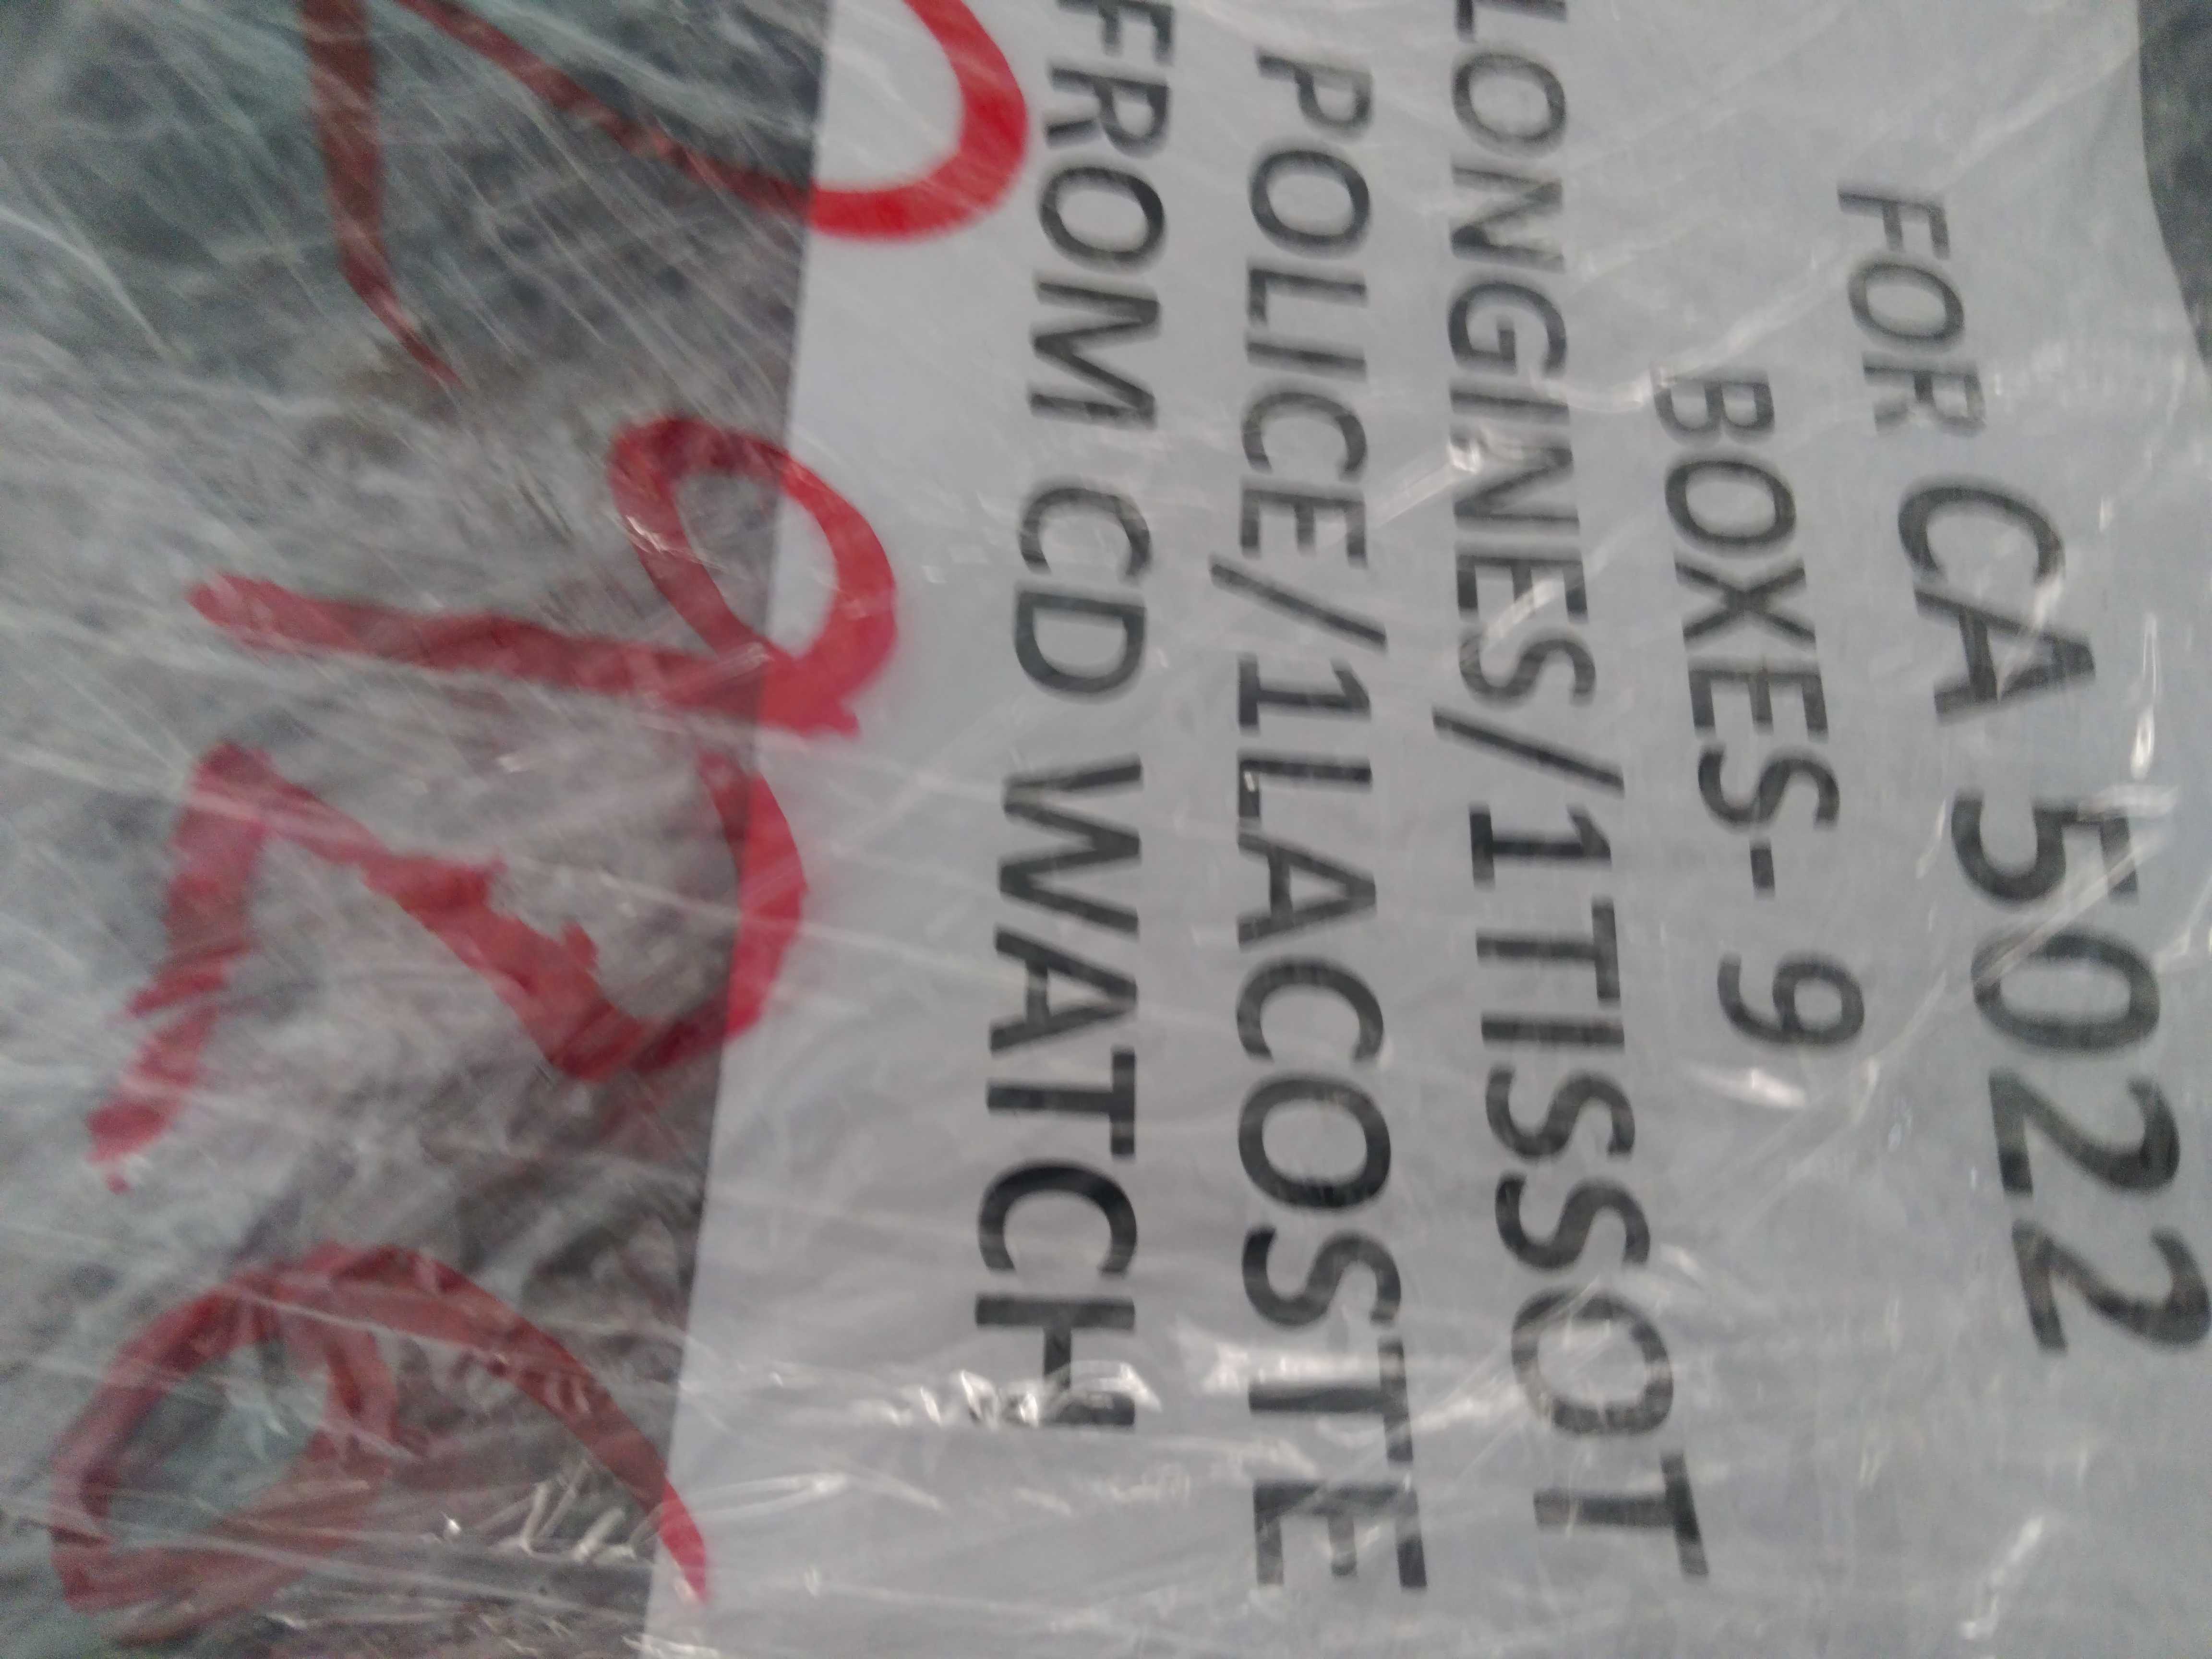 FOR CA 5022
BOXES- 9
LONGINES/1TISSOT
POLICE/1LACOSTE
FROM CD WATCH